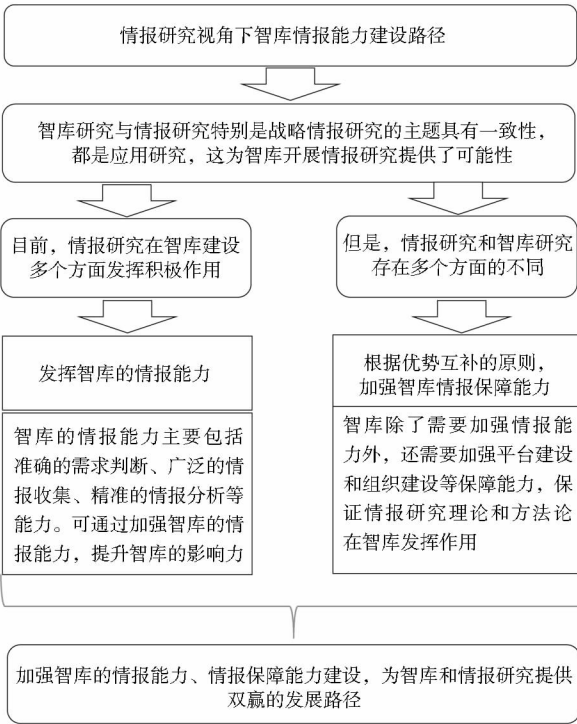 情报研究视角下智库情报能力建设路径
智库研究与情报研究特别是战略情报研究的主题具有一致性，
都是应用研究，这为智库开展情报研究提供了可能性
目前，情报研究在智库建设
多个方面发挥积极作用
但是，情报研究和智库研究
存在多个方面的不同
发挥智库的情报能力
智库的情报能力主要包括
准确的需求判断、广泛的情
报收集、精准的情报分析等
能力。可通过加强智库的情
报能力，提升智库的影响力
根据优势互补的原则，
加强智库情报保障能力
智库除了需要加强情报能
力外，还需要加强平台建设
和组织建设等保障能力，保
证情报研究理论和方法论
在智库发挥作用
加强智库的情报能力、情报保障能力建设，为智库和情报研究提供
双赢的发展路径